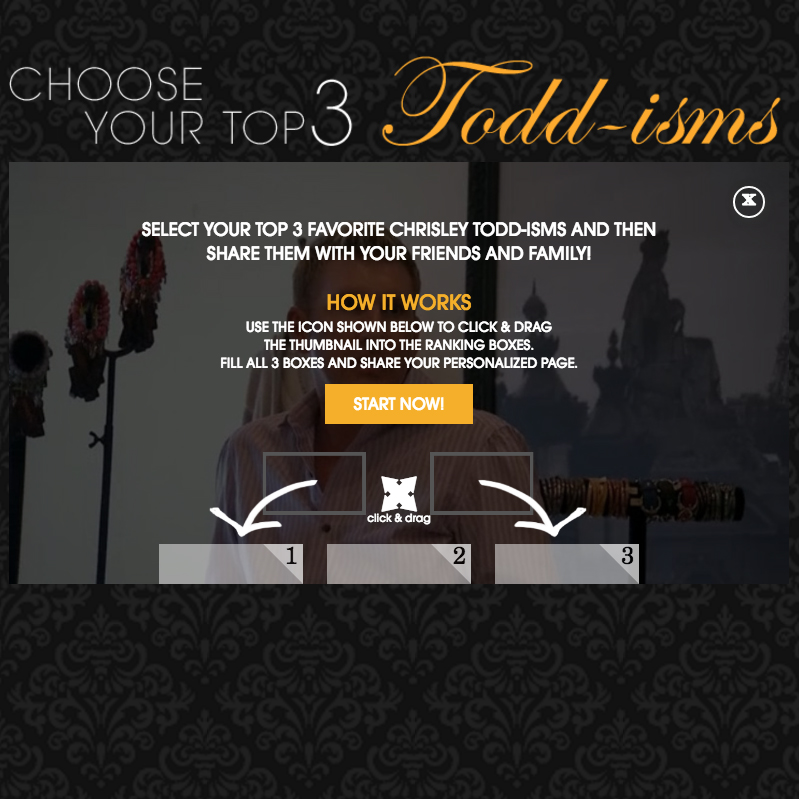 CHOOSE
YOUR TOP 3 Todd-isms
X
SELECT YOUR TOP 3 FAVORITE CHRISLEY TODD-ISMS AND THEN
SHARE THEM WITH YOUR FRIENDS AND FAMILY!
HOW IT WORKS
USE THE ICON SHOWN BELOW TO CLICK & DRAG
THE THUMBNAIL INTO THE RANKING BOXES.
FILL ALL 3 BOXES AND SHARE YOUR PERSONALIZED PAGE.
START NOW!
click & drag
1 2 3